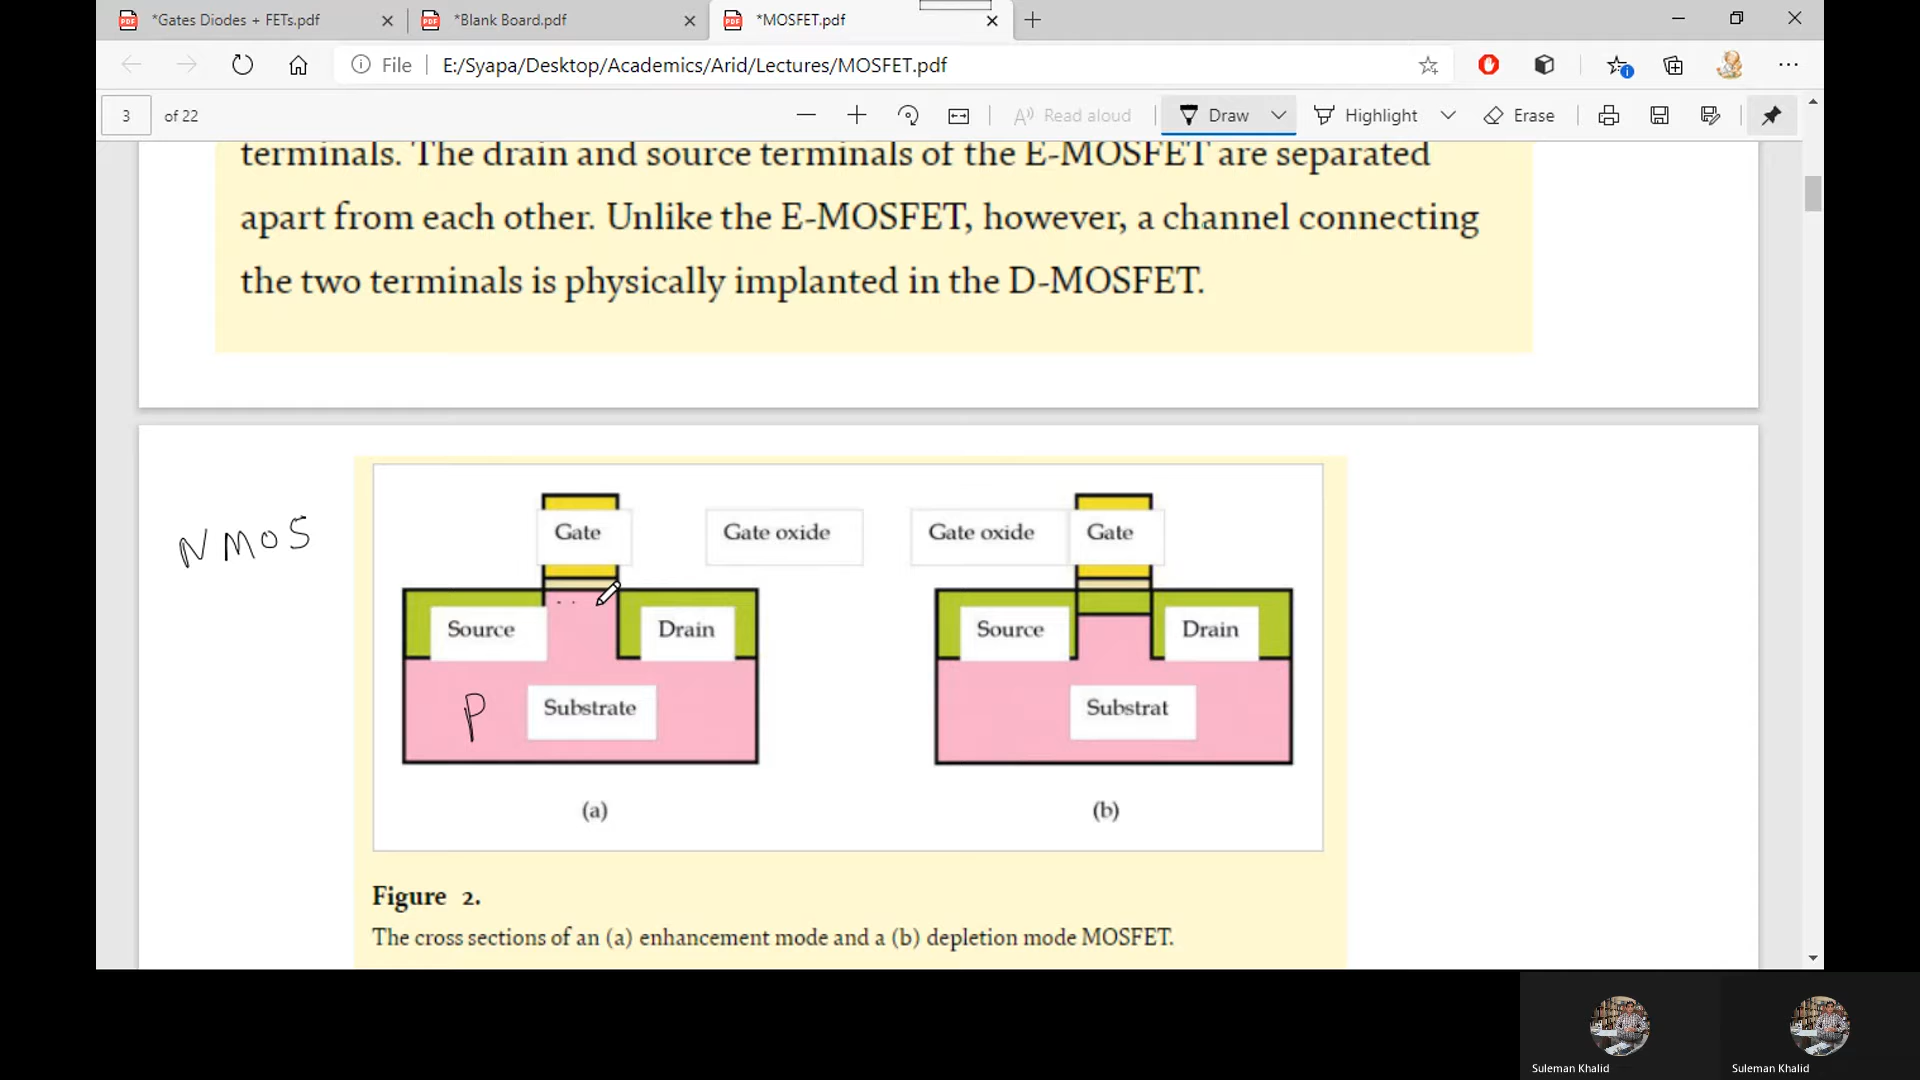 *Gates Diodes + FETs.pdf
*Blank Board.pdf
*MOSFET.pdf
File
E:/Syapa/Desktop/Academics/Arid/Lectures/MOSFET.pdf
3 of 22
Read aloud
Draw
Highlight
Erase
terminals. The drain and source terminals of the E-MOSFET are separated
apart from each other. Unlike the E-MOSFET, however, a channel connecting
the two terminals is physically implanted in the D-MOSFET.
NMOS
Gate
Gate oxide
Gate oxide
Gate
Source
Drain
Source
Drain
P
Substrate
Substrat
(a)
(b)
Figure 2.
The cross sections of an (a) enhancement mode and a (b) depletion mode MOSFET.
Suleman Khalid
Suleman Khalid